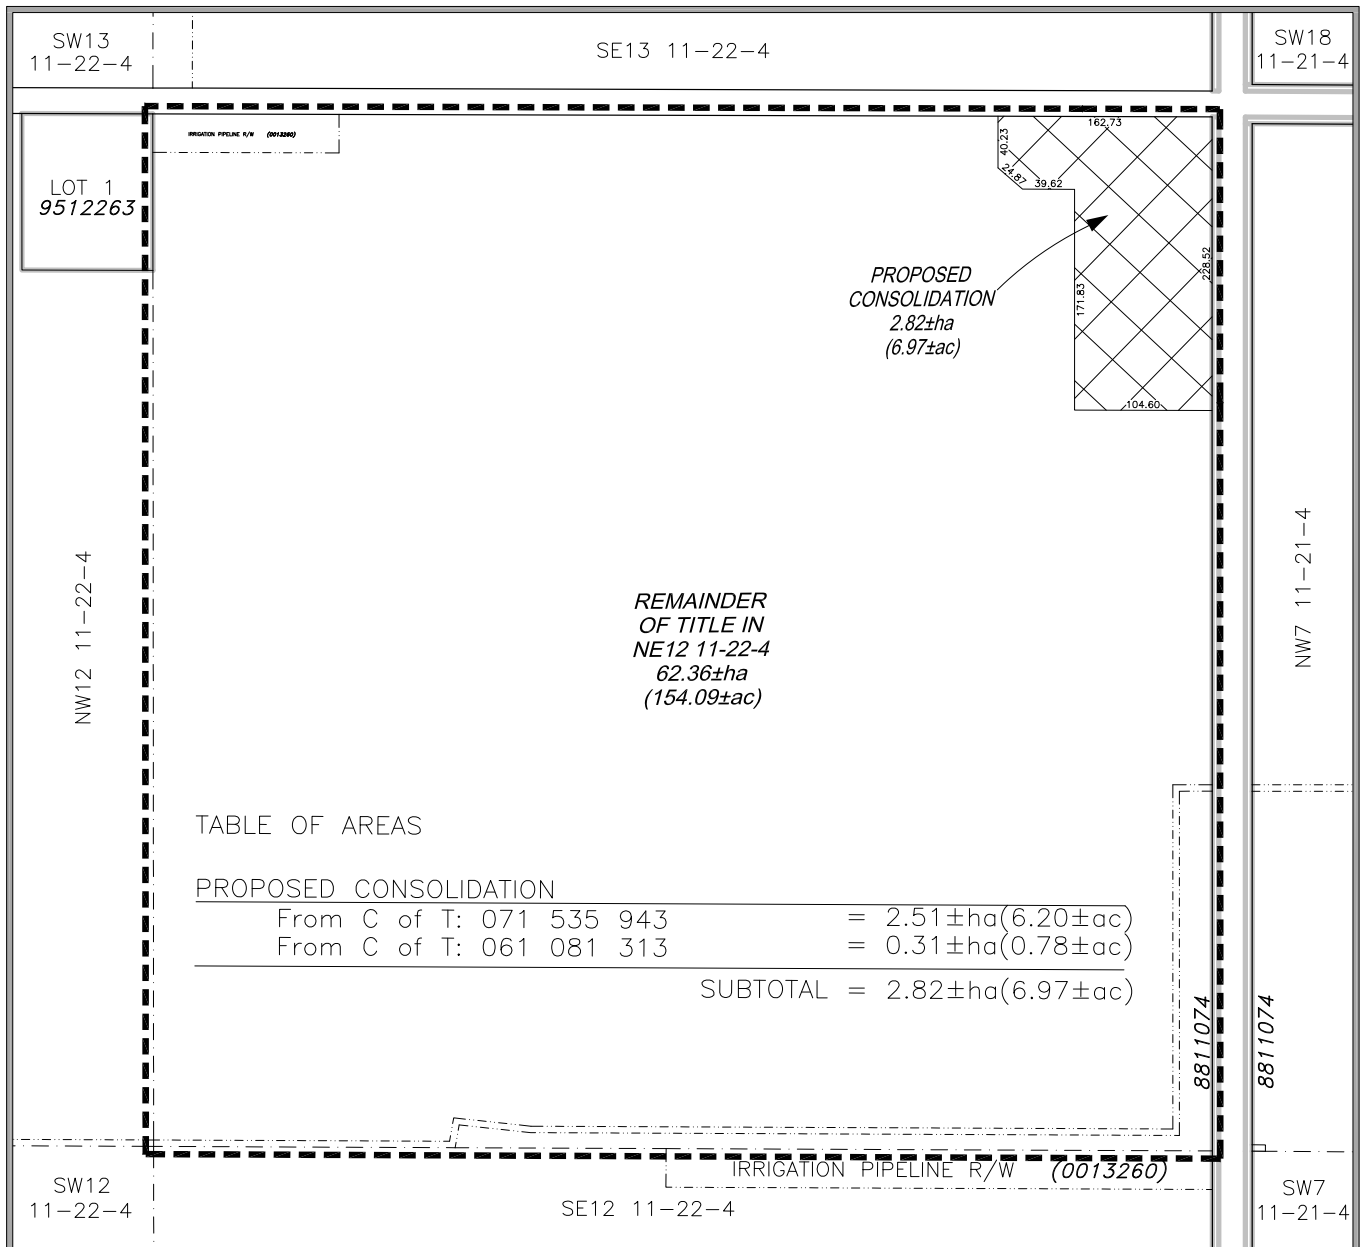 SW13
11-22-4
SE13 11-22-4
SW18
11-21-4
IRRIGATION PIPELINE R/W (0013260)
LOT 1
9512263
162.73
40.23
24.87
39.62
228.52
171.83
104.60
PROPOSED
CONSOLIDATION
2.82±ha
(6.97±ac)
NW12 11-22-4
NW7 11-21-4
REMAINDER
OF TITLE IN
NE12 11-22-4
62.36±ha
(154.09±ac)
TABLE OF AREAS
PROPOSED CONSOLIDATION
From C of T: 071 535 943 = 2.51±ha(6.20±ac)
From C of T: 061 081 313 = 0.31±ha(0.78±ac)
SUBTOTAL = 2.82±ha(6.97±ac)
8811074
8811074
IRRIGATION PIPELINE R/W (0013260)
SW12
11-22-4
SE12 11-22-4
SW7
11-21-4